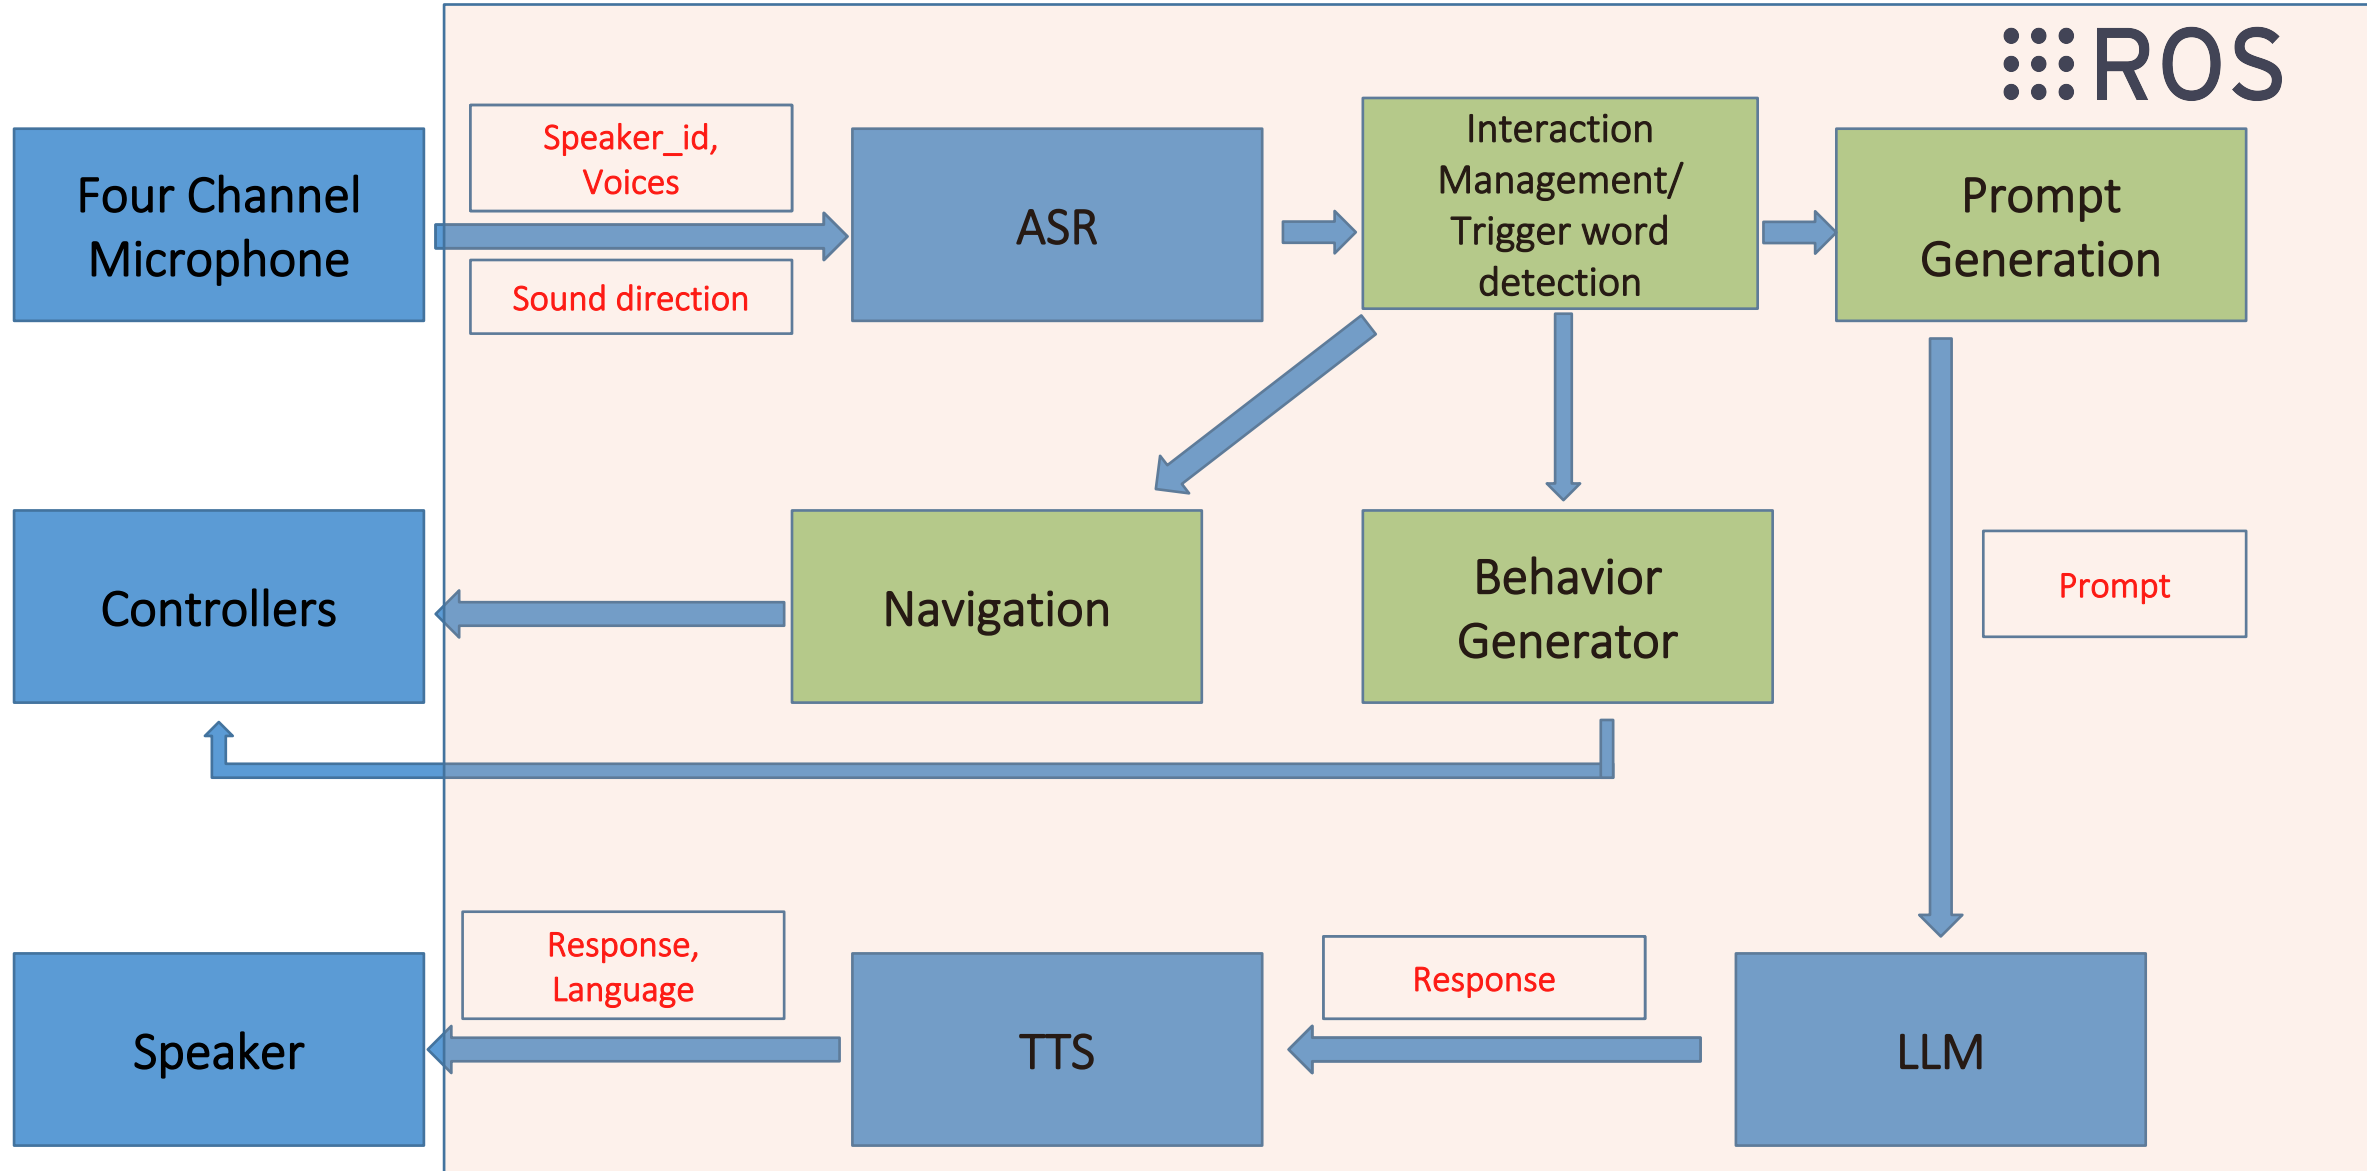 ROS
Four Channel
Microphone
Speaker_id,
Voices
Sound direction
ASR
Interaction
Management/
Trigger word
detection
Prompt
Generation
Controllers
Navigation
Behavior
Generator
Prompt
Speaker
Response,
Language
TTS
Response
LLM